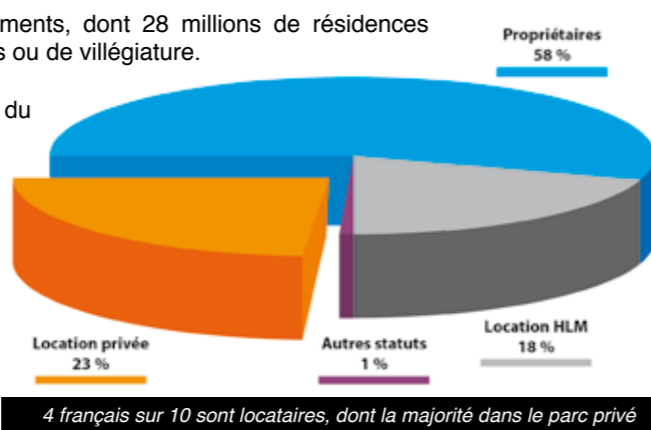 ements, dont 28 millions de résidences
s ou de villégiature.
du
Propriétaires
58 %
Location privée
23 %
Autres statuts
1 %
Location HLM
18 %
4 français sur 10 sont locataires, dont la majorité dans le parc privé